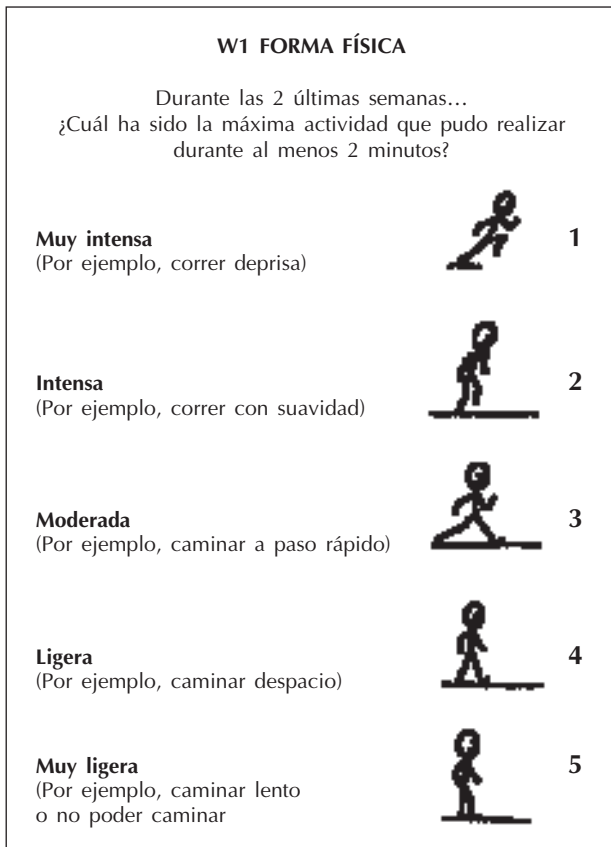 W1 FORMA FÍSICA
Durante las 2 últimas semanas…
¿Cuál ha sido la máxima actividad que pudo realizar
durante al menos 2 minutos?
Muy intensa
(Por ejemplo, correr deprisa)
1
Intensa
(Por ejemplo, correr con suavidad)
2
Moderada
(Por ejemplo, caminar a paso rápido)
3
Ligera
(Por ejemplo, caminar despacio)
4
Muy ligera
(Por ejemplo, caminar lento
o no poder caminar
5